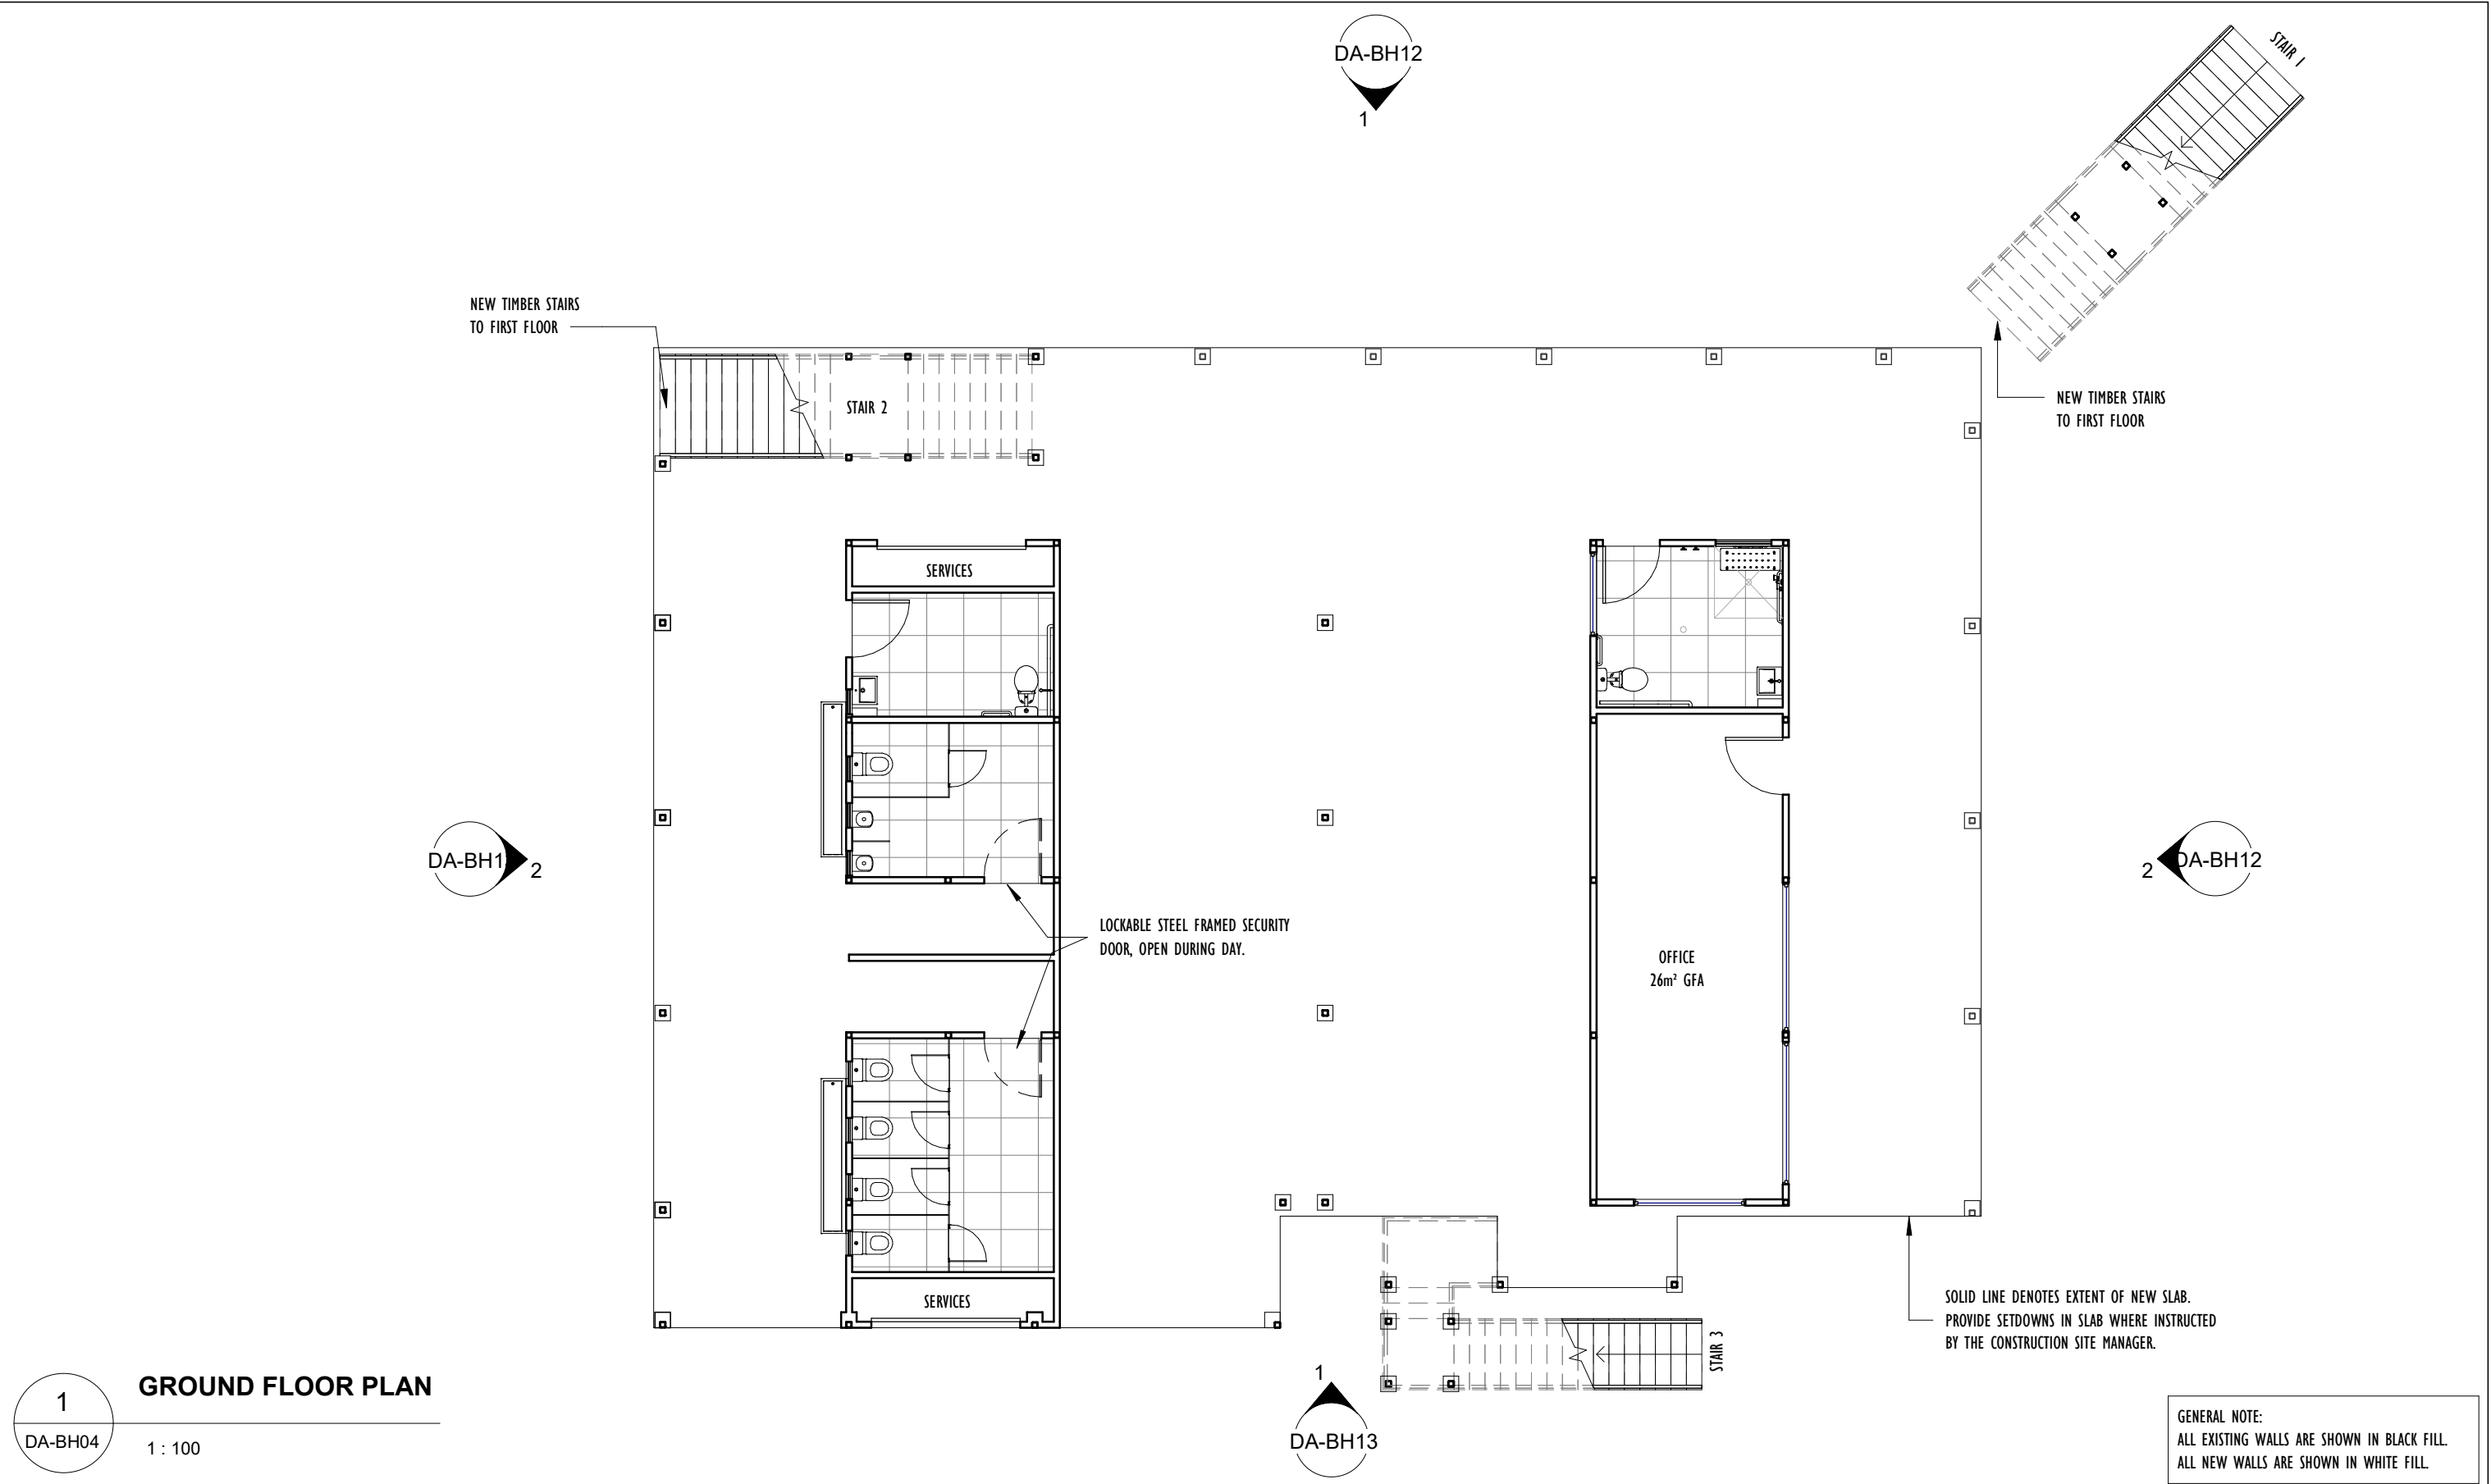 DA-BH12
1
STAIR 1
NEW TIMBER STAIRS
TO FIRST FLOOR
NEW TIMBER STAIRS
TO FIRST FLOOR
STAIR 2
SERVICES
DA-BH1
2
2
DA-BH12
LOCKABLE STEEL FRAMED SECURITY
DOOR, OPEN DURING DAY.
OFFICE
26m² GFA
SERVICES
SOLID LINE DENOTES EXTENT OF NEW SLAB.
PROVIDE SETDOWNS IN SLAB WHERE INSTRUCTED
BY THE CONSTRUCTION SITE MANAGER.
STAIR 3
1
DA-BH13
1
DA-BH04
GROUND FLOOR PLAN
1 : 100
GENERAL NOTE:
ALL EXISTING WALLS ARE SHOWN IN BLACK FILL.
ALL NEW WALLS ARE SHOWN IN WHITE FILL.